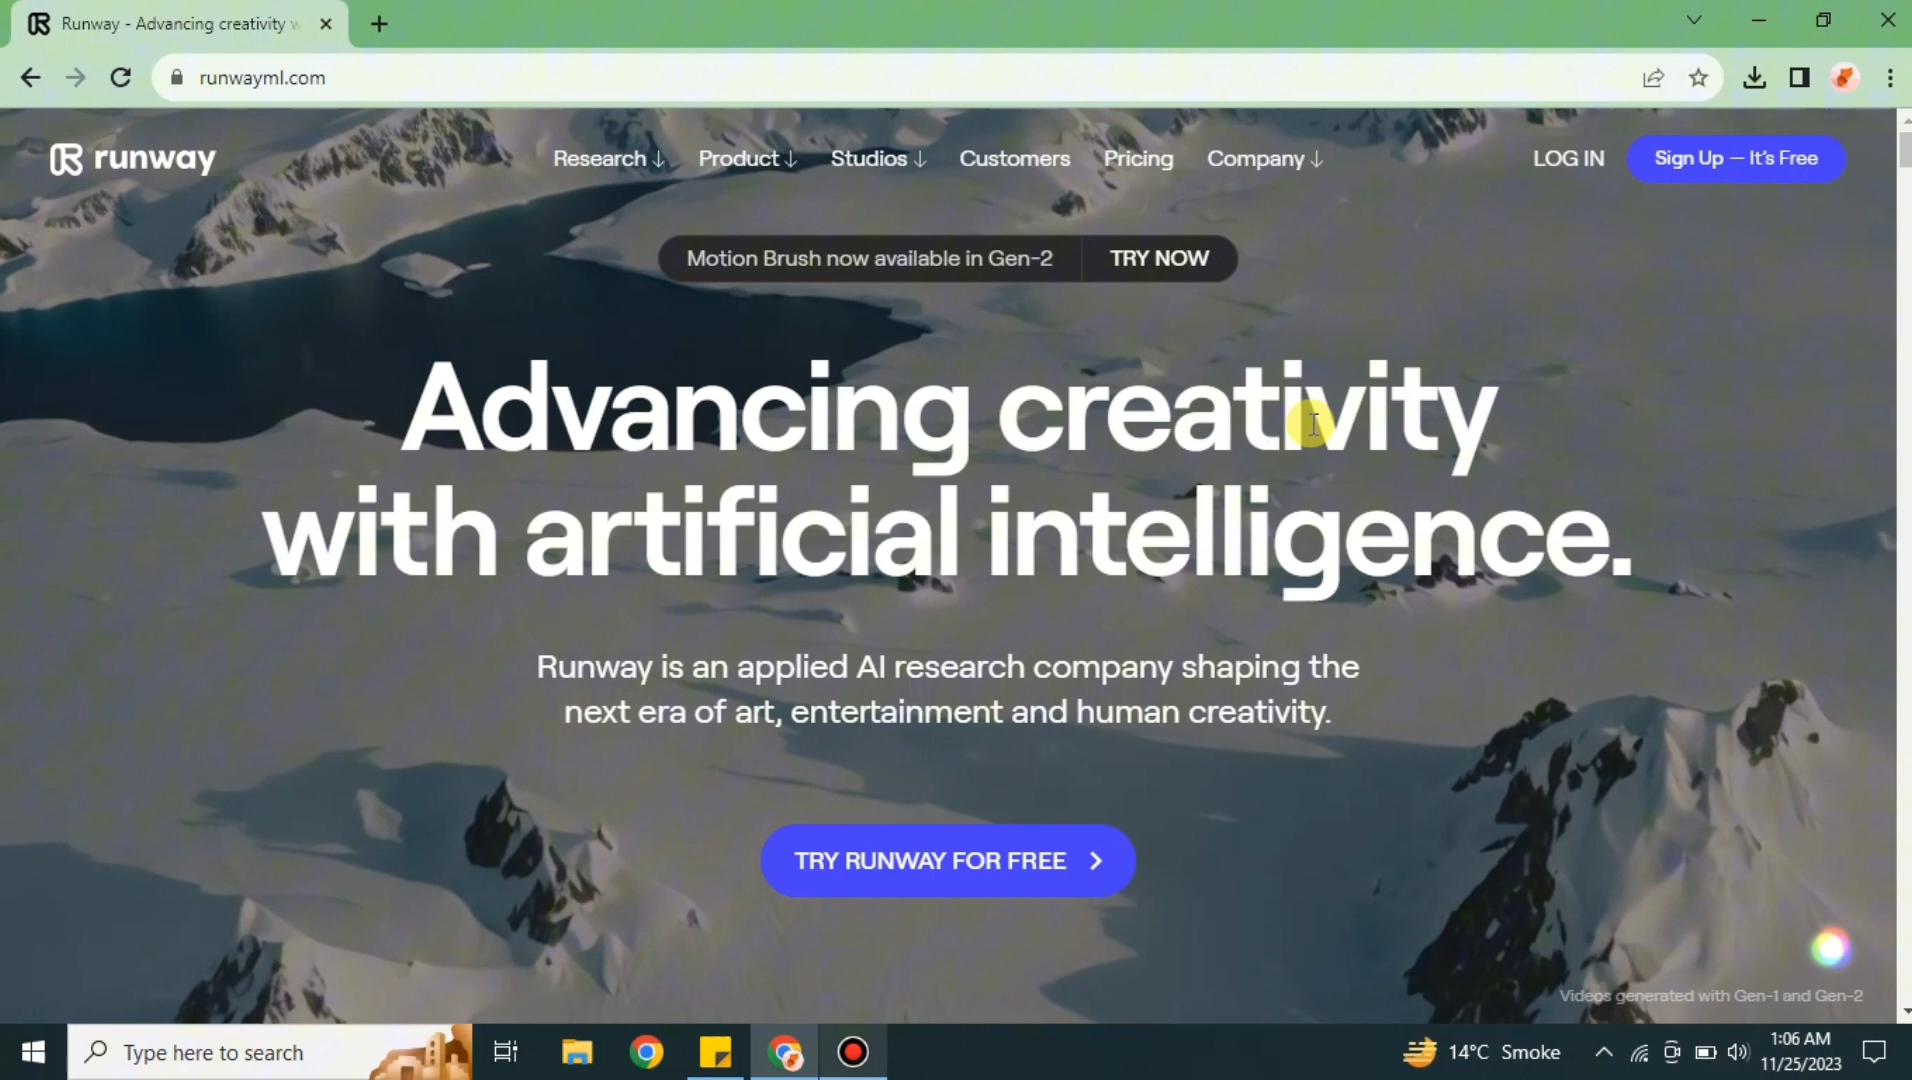 Runway - Advancing creativity w
runwayml.com
runway
Research ↓ Product ↓ Studios ↓ Customers Pricing Company ↓ LOG IN Sign Up — It's Free
Motion Brush now available in Gen-2 TRY NOW
Advancing creativity
with artificial intelligence.
Runway is an applied AI research company shaping the
next era of art, entertainment and human creativity.
TRY RUNWAY FOR FREE >
Videos generated with Gen-1 and Gen-2
Type here to search
14°C Smoke
1:06 AM
11/25/2023